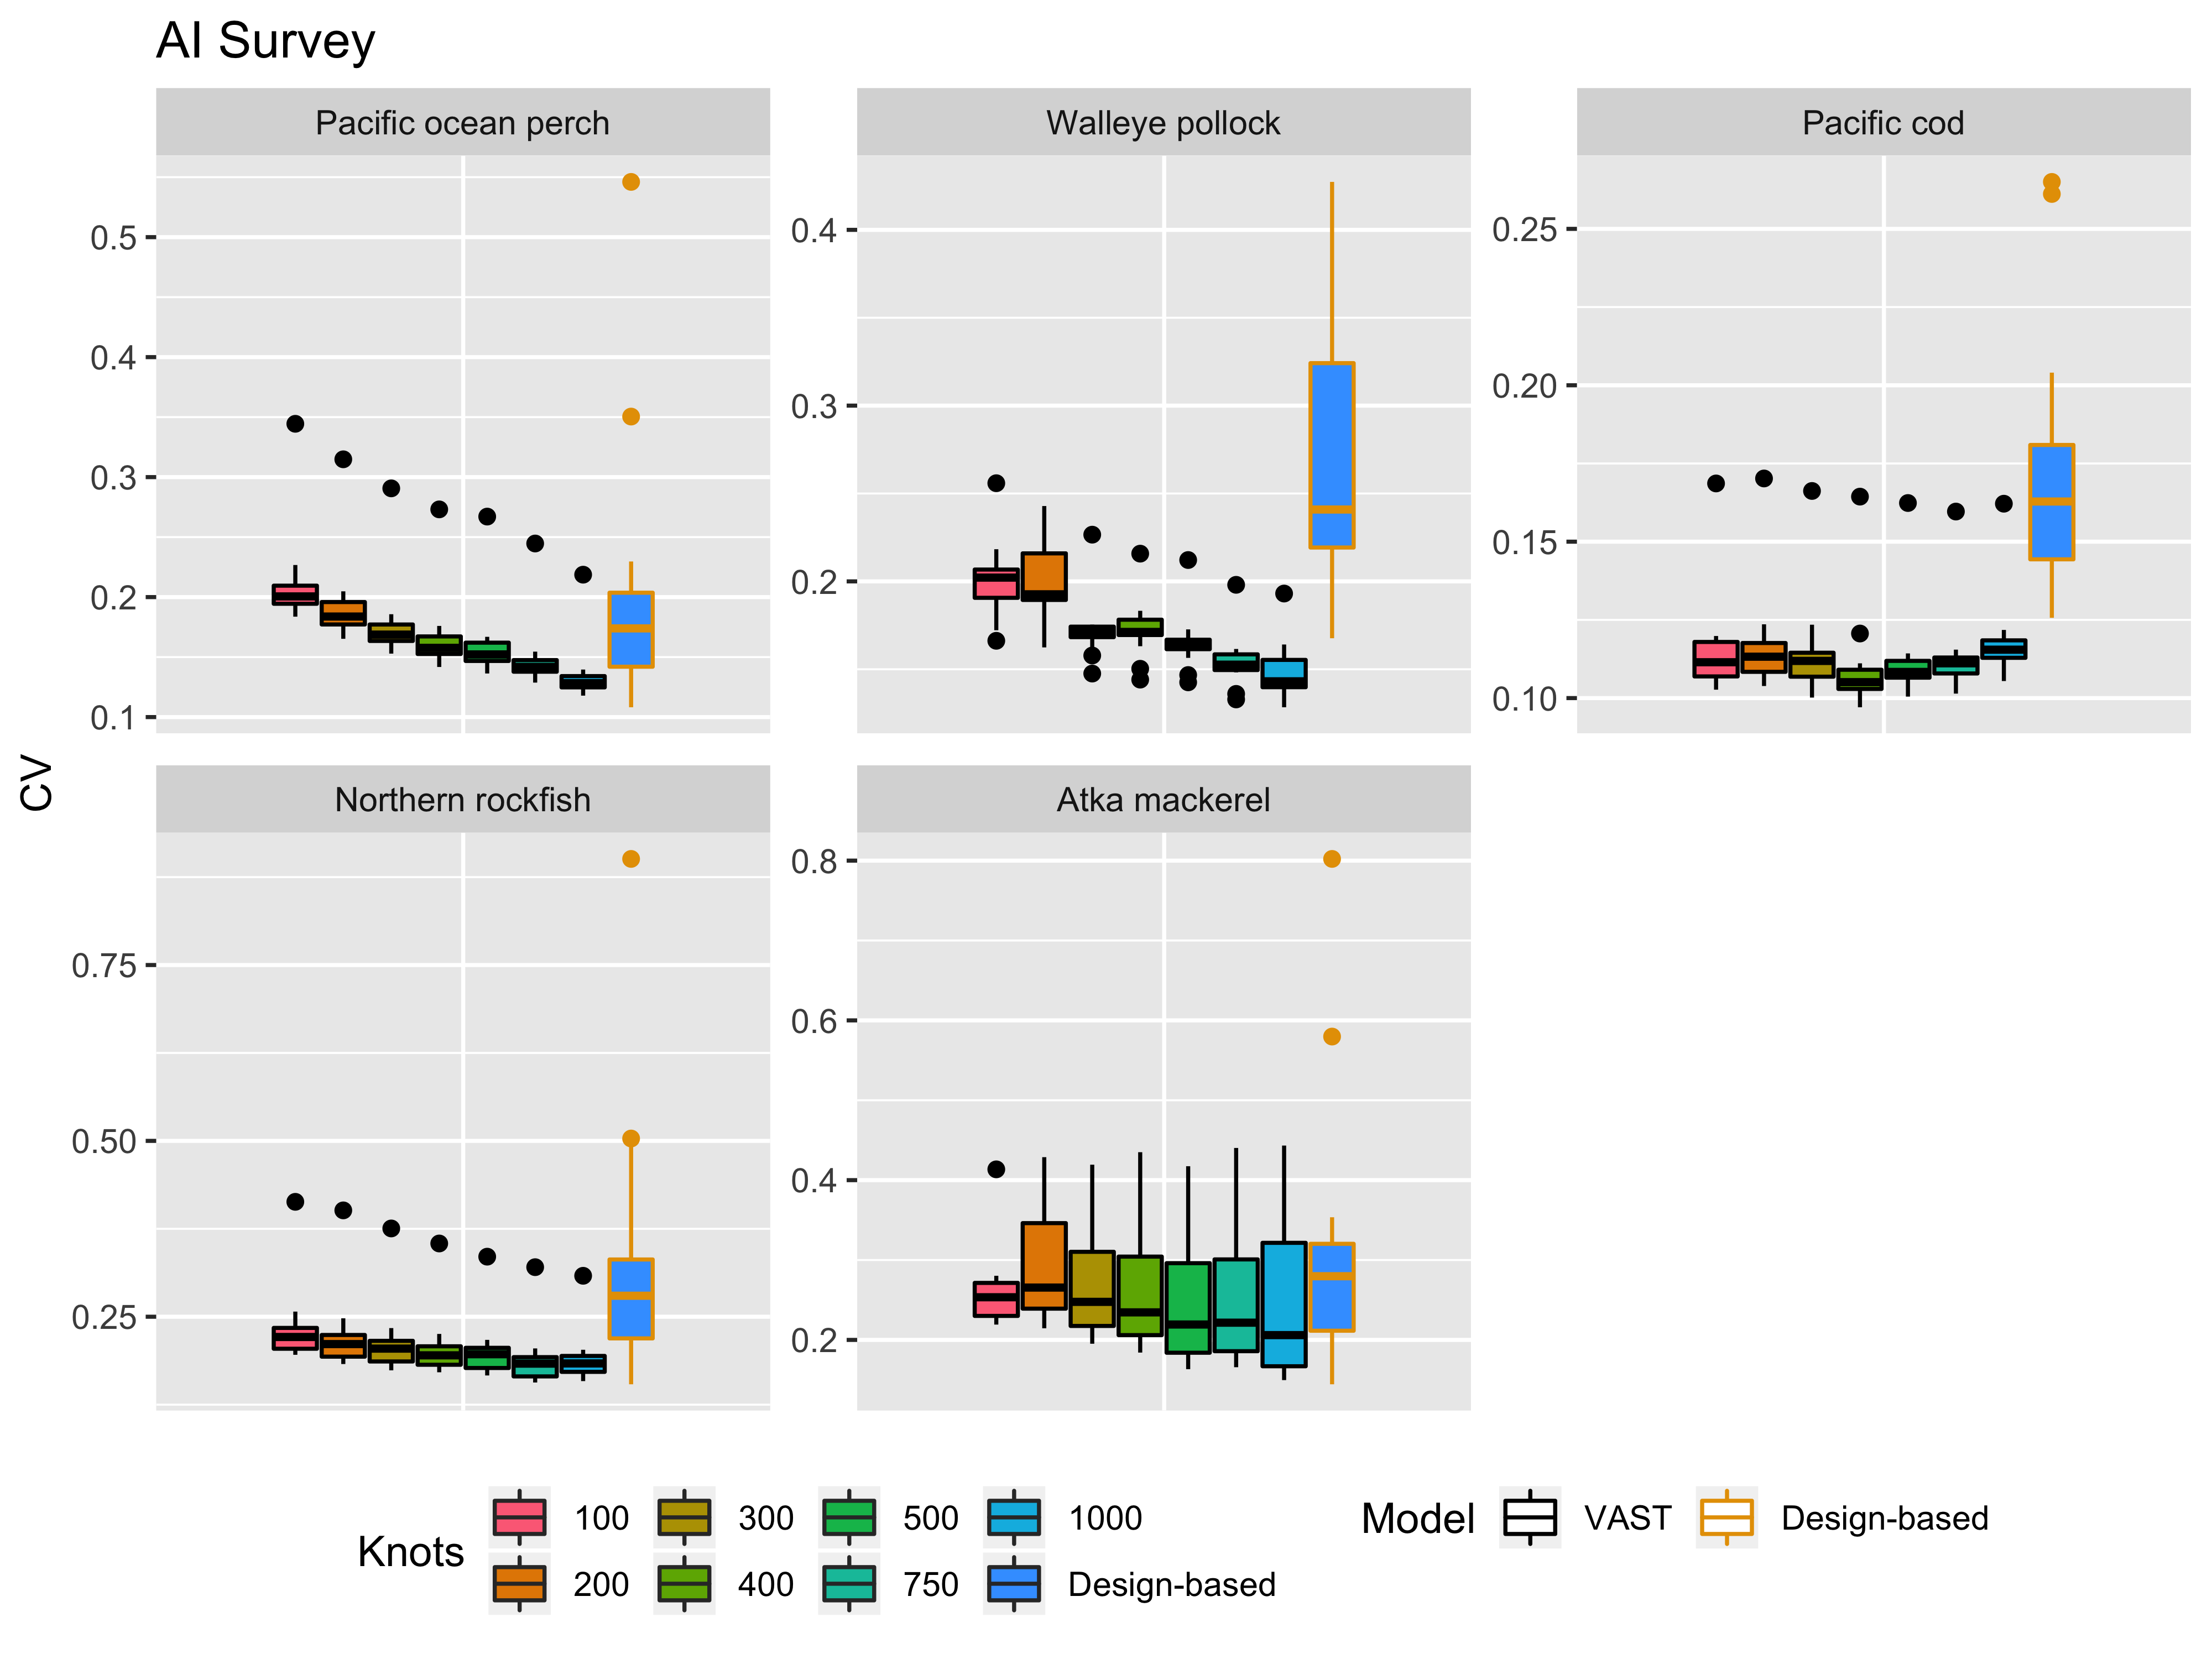 AI Survey
Pacific ocean perch
Walleye pollock
Pacific cod
0.5
0.4
0.3
0.2
0.1
0.4
0.3
0.2
0.25
0.20
0.15
0.10
CV
Northern rockfish
Atka mackerel
0.75
0.50
0.25
0.8
0.6
0.4
0.2
Knots
100 300 500 1000
200 400 750 Design-based
Model VAST Design-based